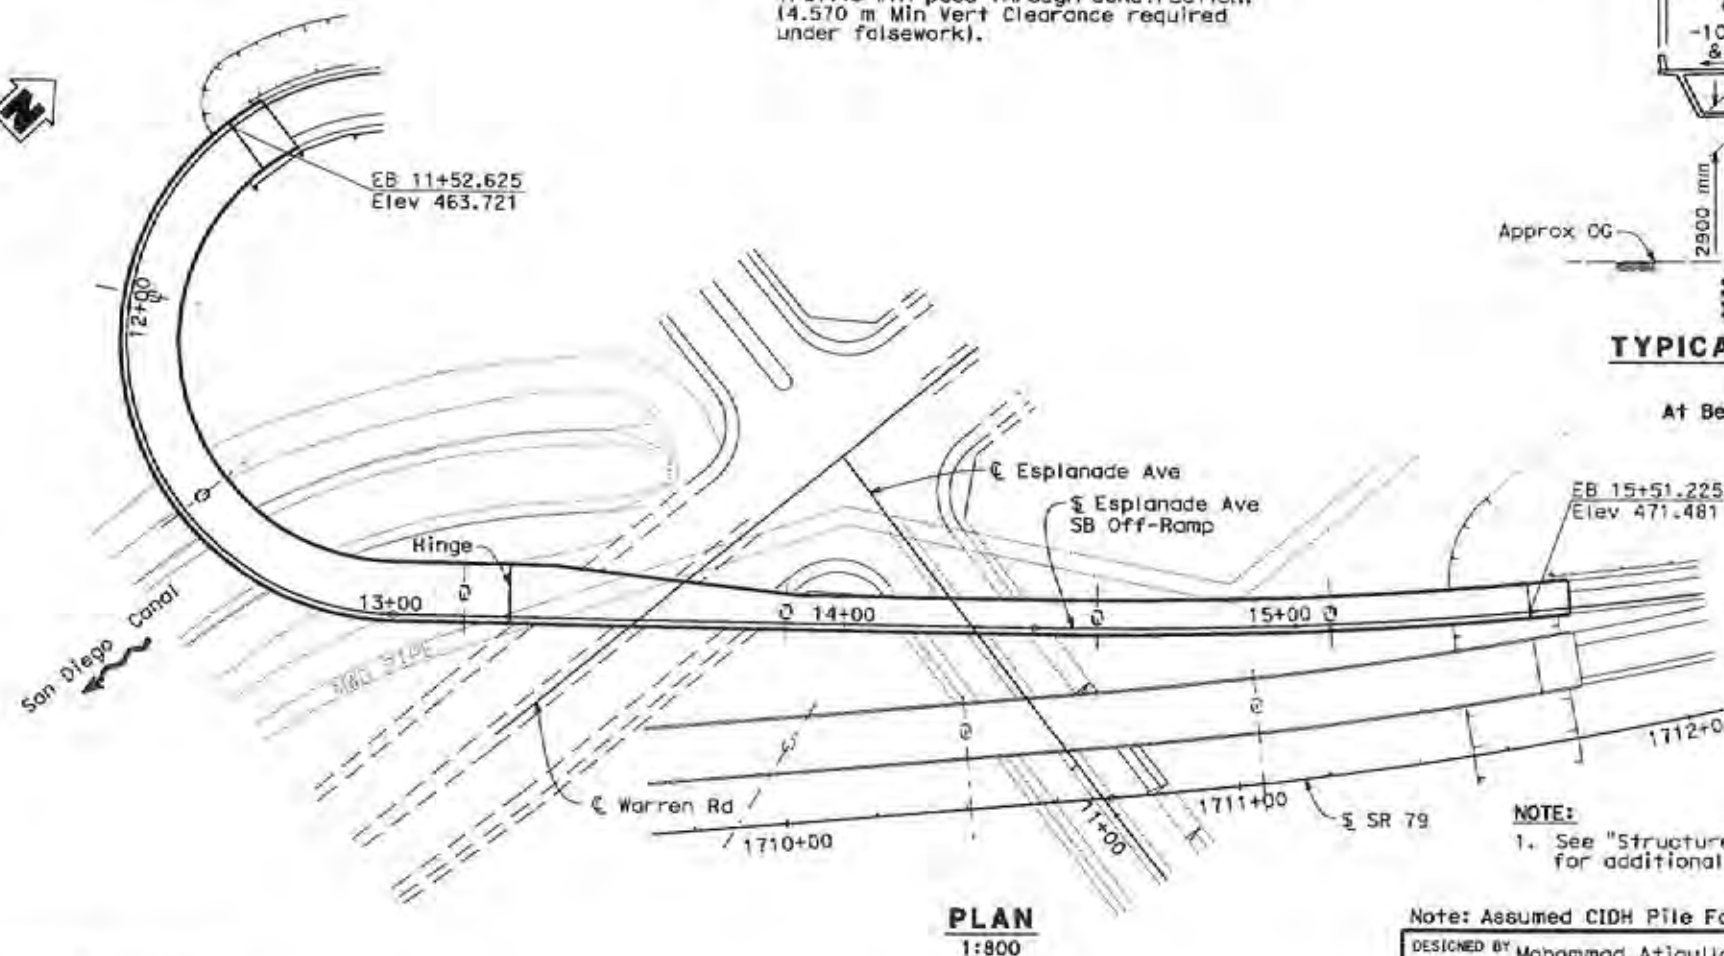 (4.570 m Min Vert Clearance required
under falsework).
N
EB 11+52.625
Elev 463.721
Approx OG
2900 min
TYPICA
At Be
12+00
℄ Esplanade Ave
Esplanade Ave
SB Off-Ramp
EB 15+51.225
Elev 471.481
Hinge
13+00
14+00
15+00
San Diego Canal
MWD PIPE
45'
℄ Warren Rd
1710+00
1711+00
1712+0
11+00
SR 79
NOTE:
1. See "Structure
for additional
PLAN
1:800
Note: Assumed CIDH Pile Fo
DESIGNED BY Mohammad